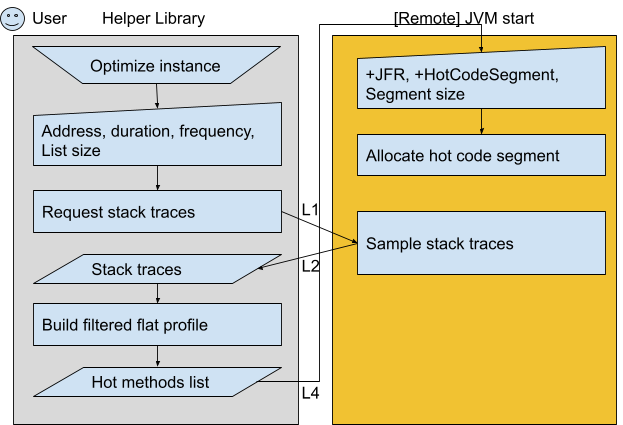 User
Helper Library
[Remote] JVM start
Optimize instance
Address, duration, frequency,
List size
Request stack traces
Stack traces
Build filtered flat profile
Hot methods list
L1
L2
L4
+JFR, +HotCodeSegment,
Segment size
Allocate hot code segment
Sample stack traces